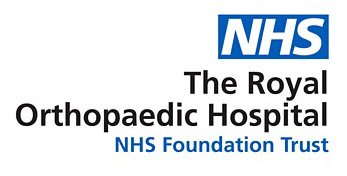 NHS
The Royal
Orthopaedic Hospital
NHS Foundation Trust